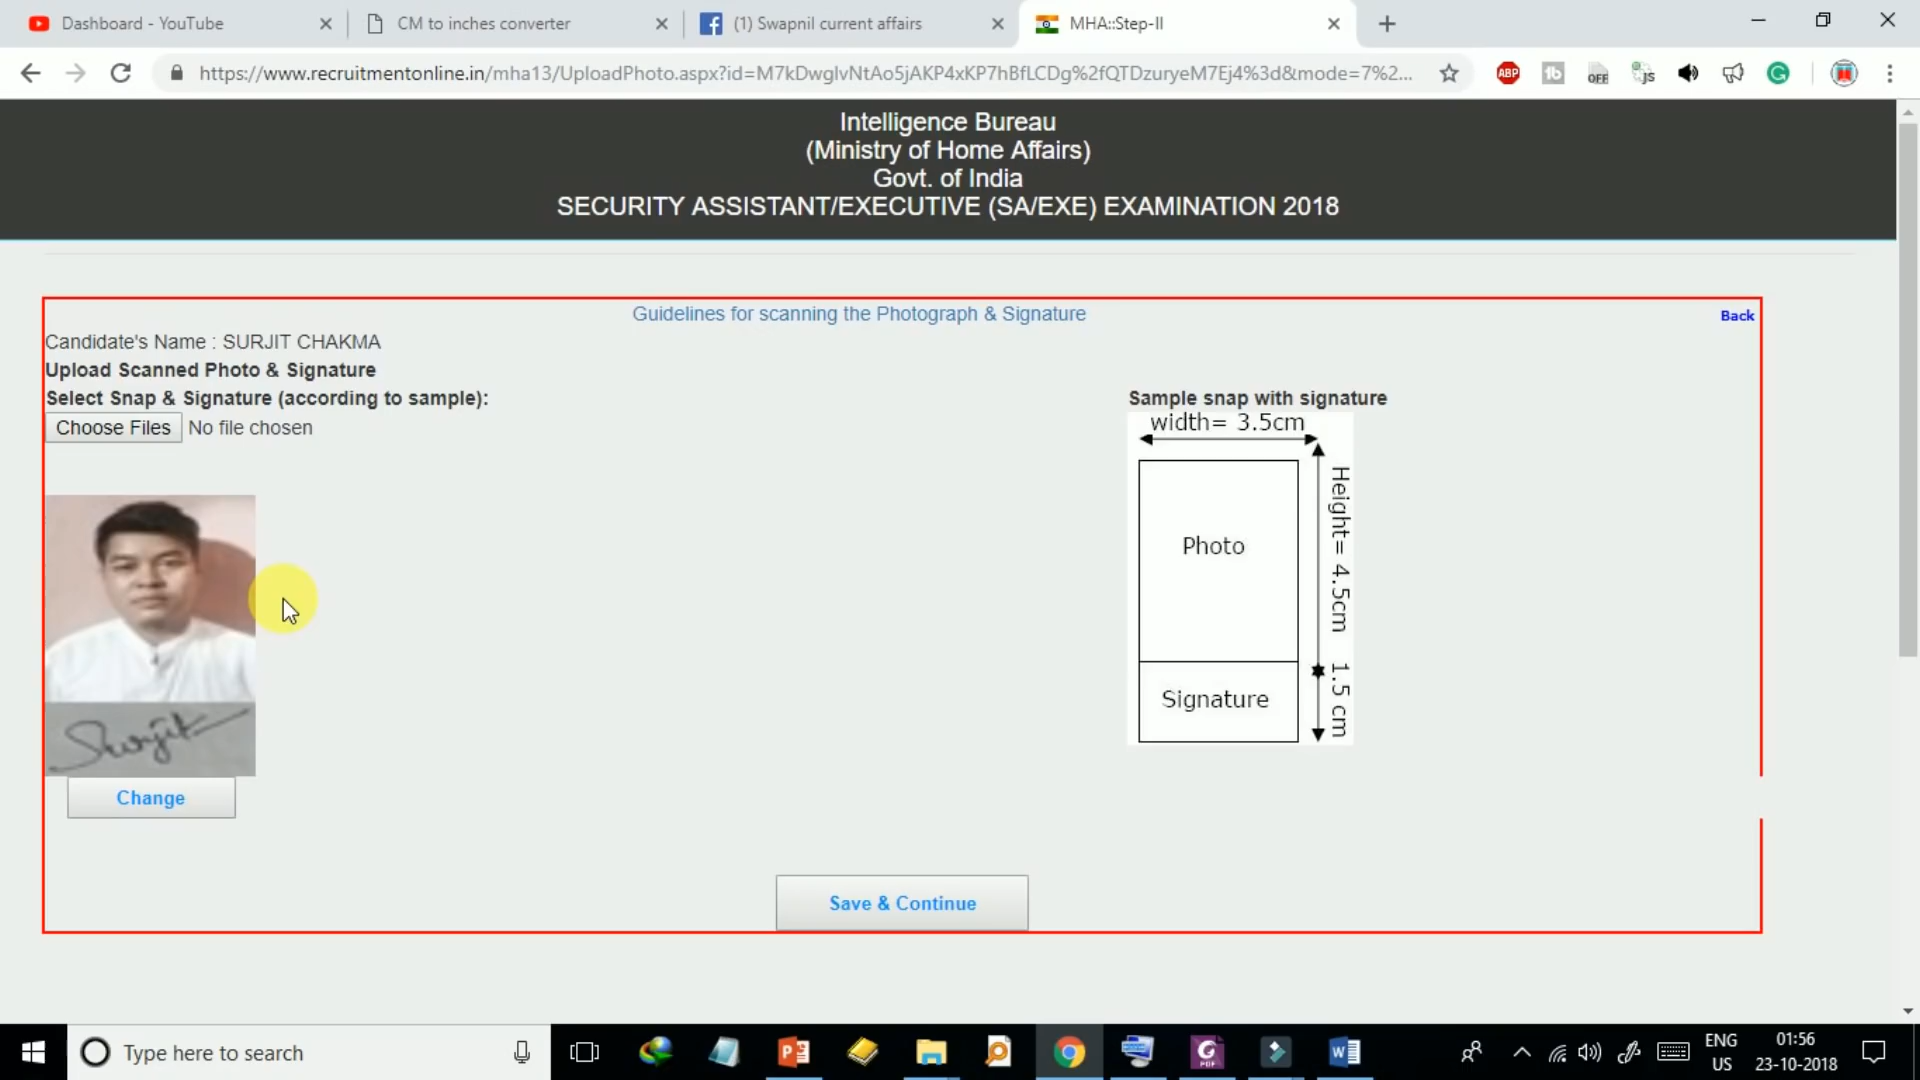 Dashboard - YouTube
CM to inches converter
(1) Swapnil current affairs
MHA::Step-II
https://www.recruitmentonline.in/mha13/UploadPhoto.aspx?id=M7kDwglvNtAo5jAKP4xKP7hBfLCDg%2fQTDzuryeM7Ej4%3d&mode=7%2...
ABP
OFF
JS
Intelligence Bureau
(Ministry of Home Affairs)
Govt. of India
SECURITY ASSISTANT/EXECUTIVE (SA/EXE) EXAMINATION 2018
Guidelines for scanning the Photograph & Signature
Back
Candidate's Name : SURJIT CHAKMA
Upload Scanned Photo & Signature
Select Snap & Signature (according to sample):
Choose Files No file chosen
Surjit
Change
Sample snap with signature
width= 3.5cm
Height= 4.5cm
Photo
1.5 cm
Signature
Save & Continue
Type here to search
ENG
US
01:56
23-10-2018